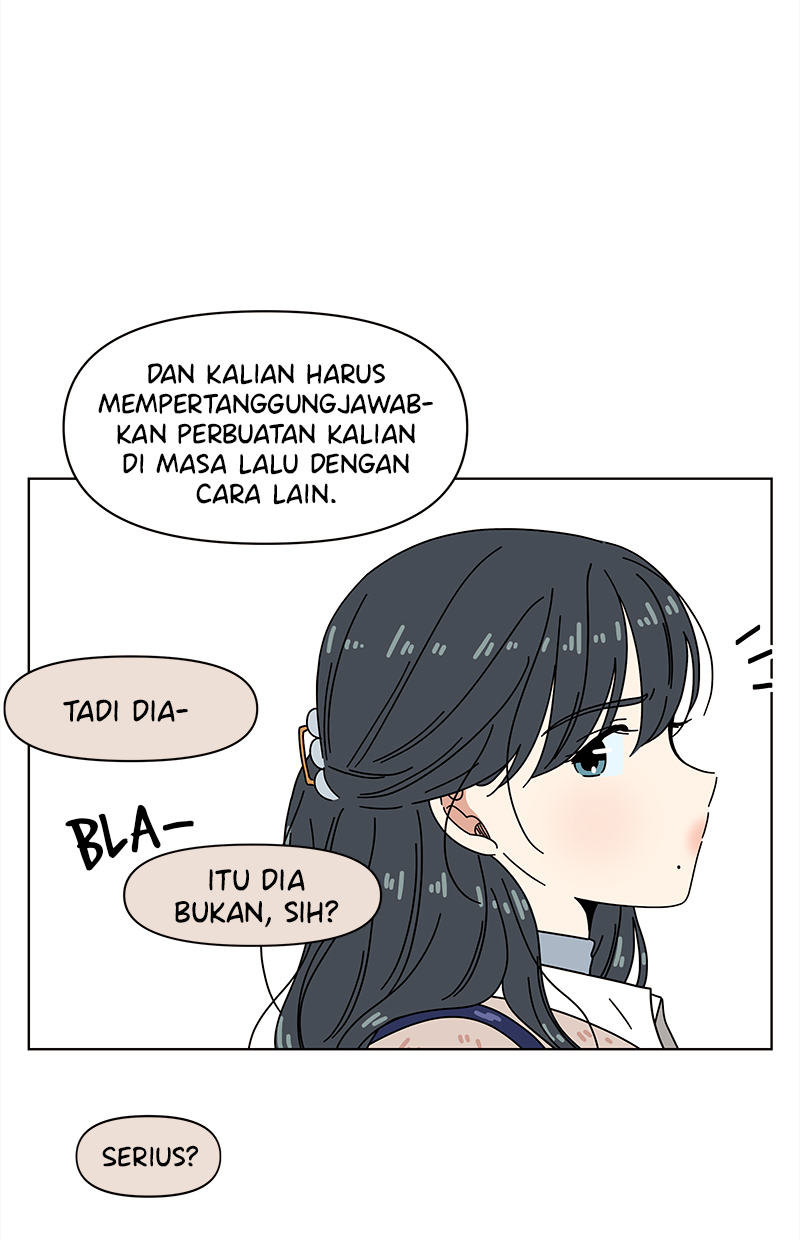 DAN KALIAN HARUS
MEMPERTANGGUNGJAWAB-
KAN PERBUATAN KALIAN
DI MASA LALU DENGAN
CARA LAIN.
TADI DIA-
BLA-
ITU DIA
BUKAN, SIH?
SERIUS?